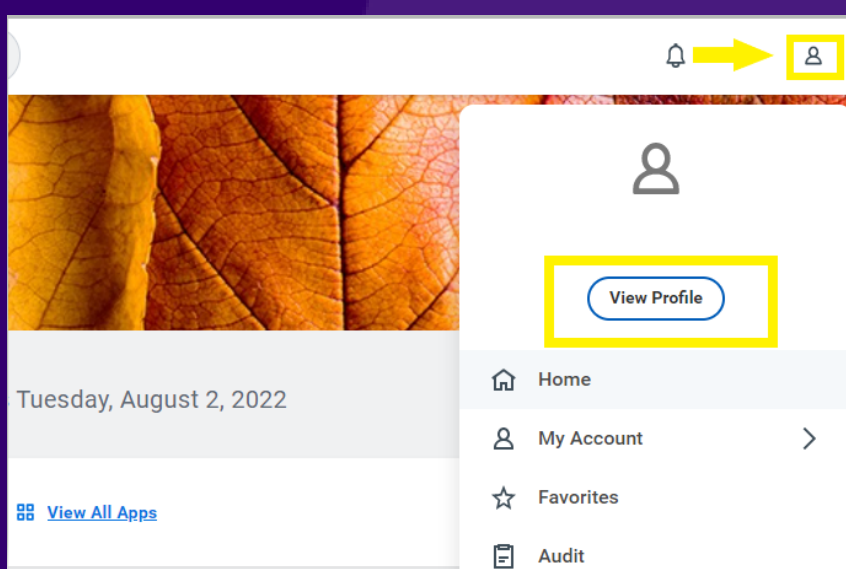 View Profile
Home
Tuesday, August 2, 2022
My Account
Favorites
View All Apps
Audit